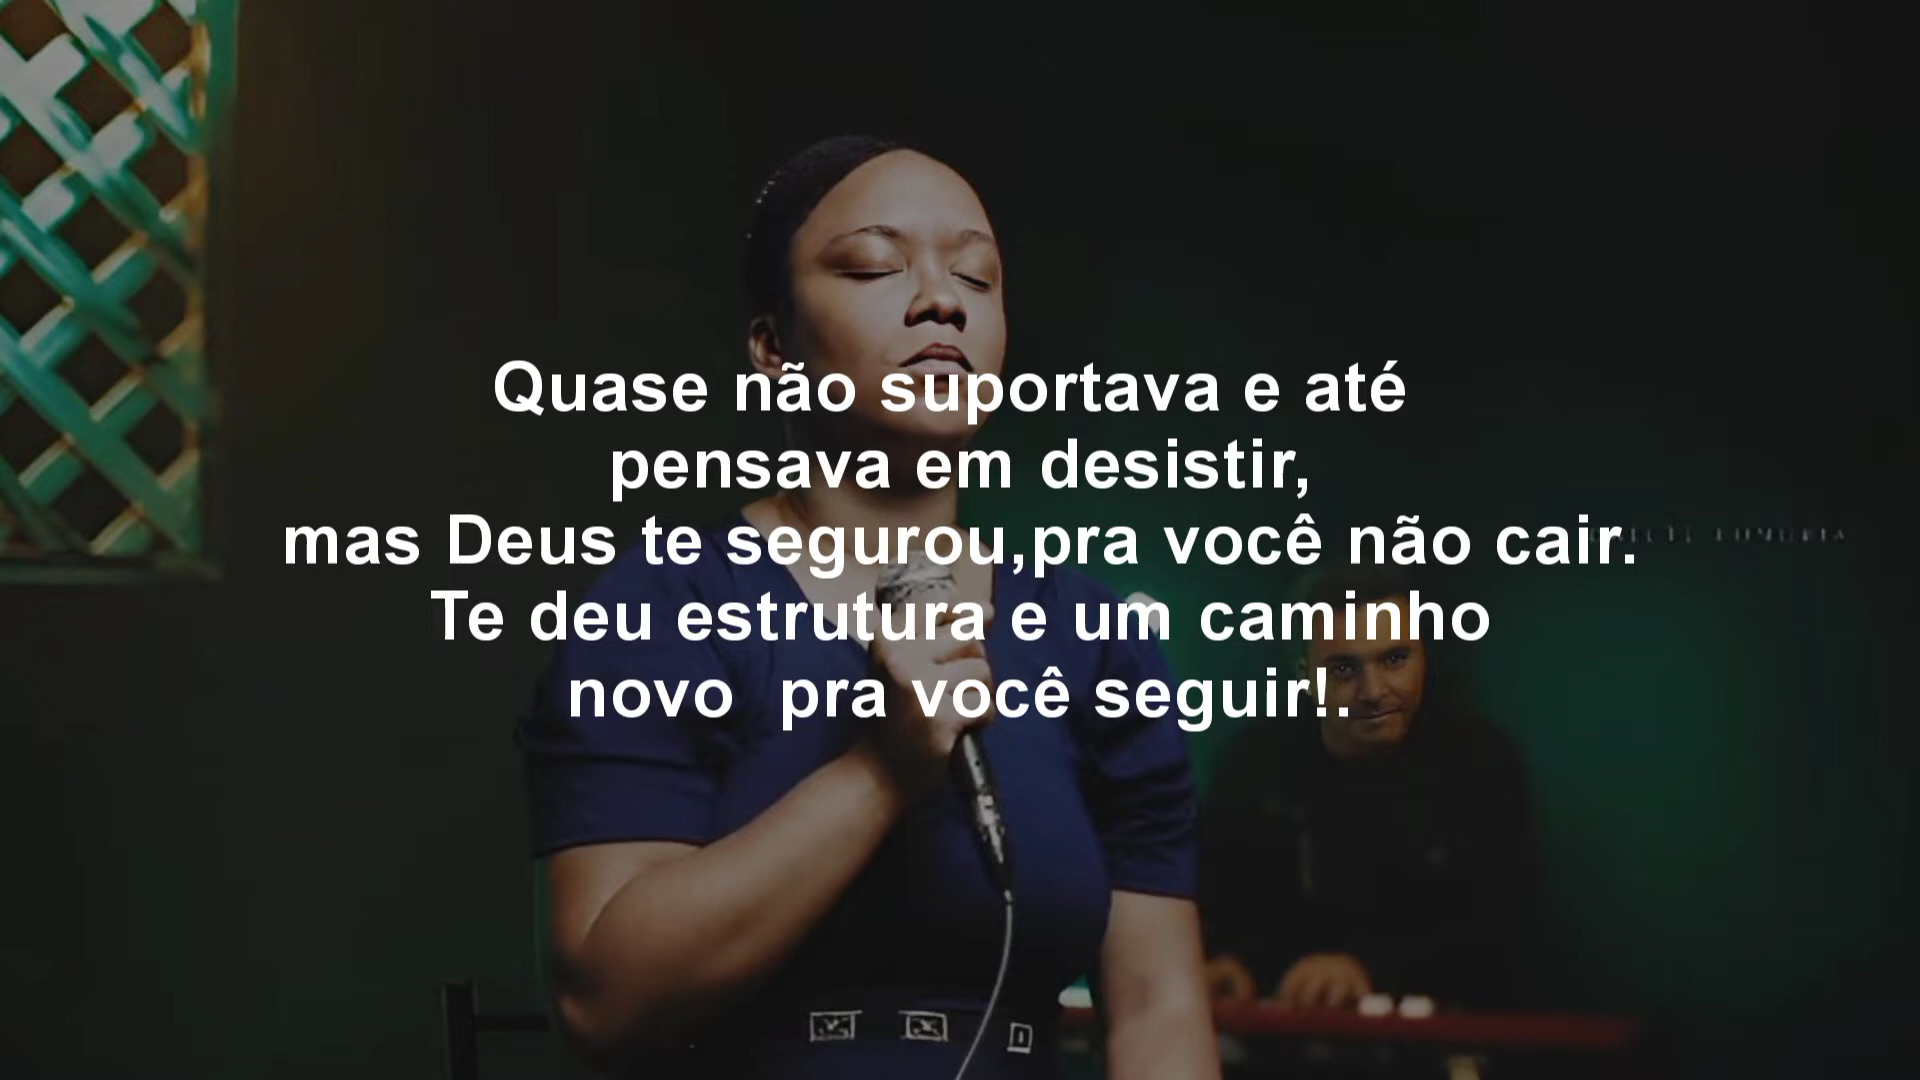 Quase não suportava e até
pensava em desistir,
mas Deus te segurou,pra você não cair.
Te deu estrutura e um caminho
novo  pra você seguir!.